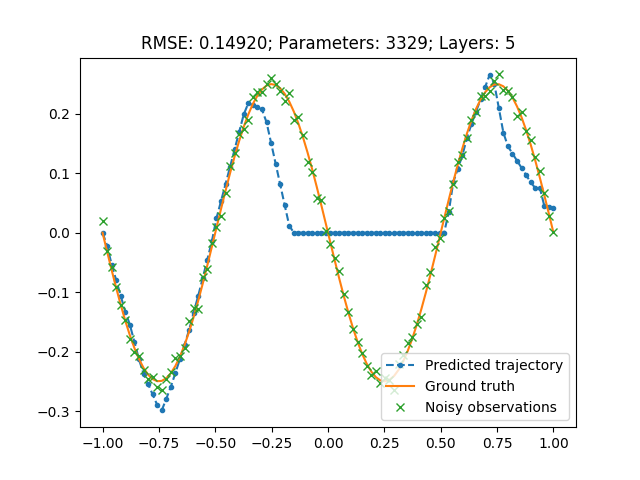 RMSE: 0.14920; Parameters: 3329; Layers: 5
0.2
0.1
0.0
−0.1
−0.2
−0.3
−1.00 −0.75 −0.50 −0.25 0.00 0.25 0.50 0.75 1.00
Predicted trajectory
Ground truth
Noisy observations